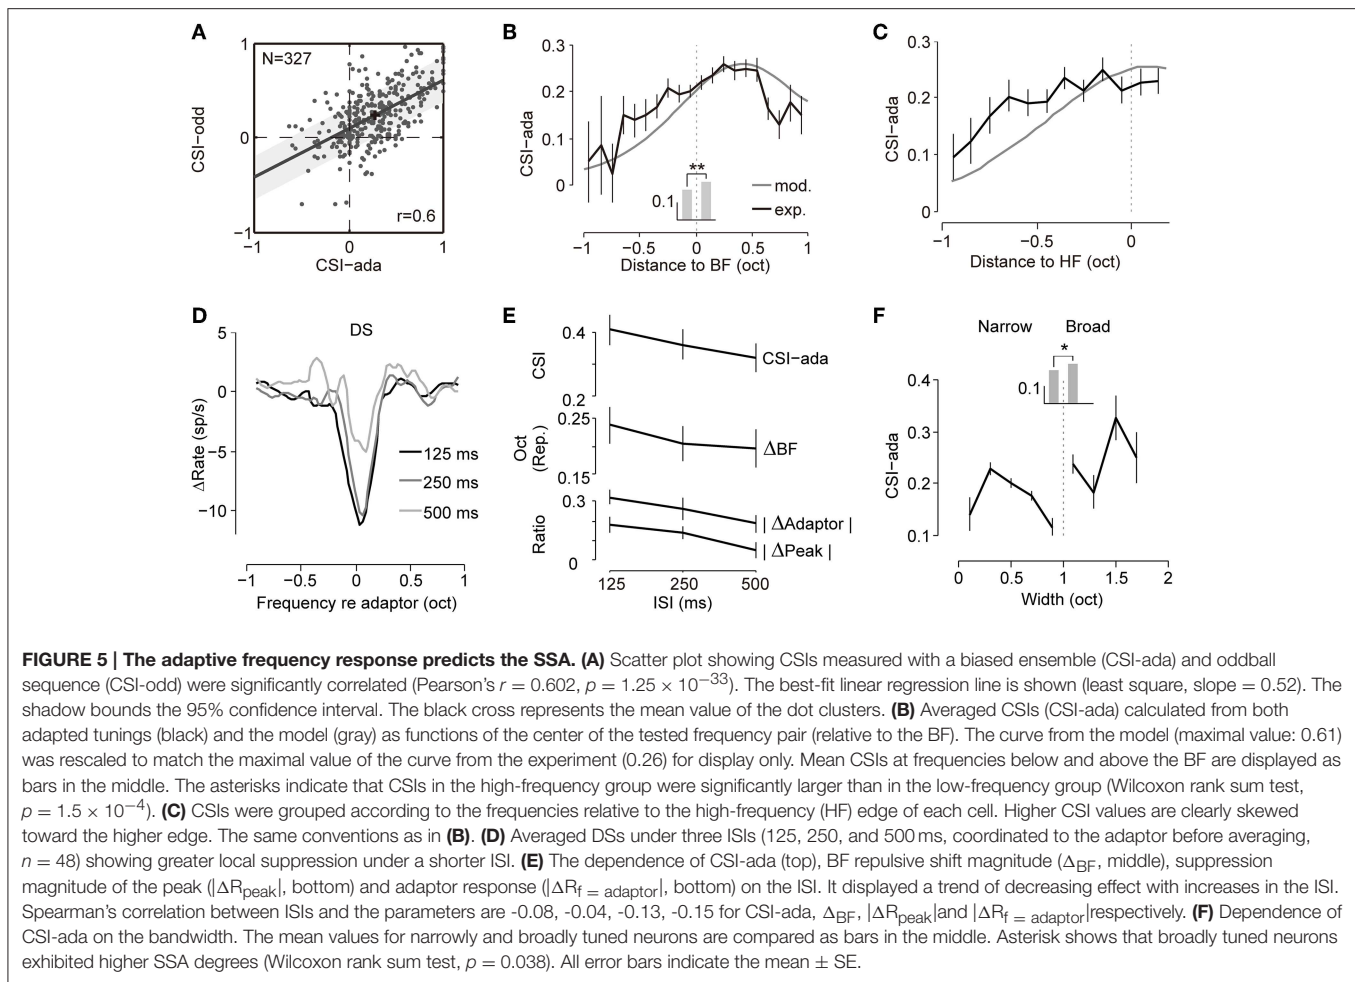 A
1
N=327
CSI−odd
0
r=0.6
−1
−1
0
1
CSI−ada
B
0.3
0.2
CSI−ada
0.1
0
**
0.1
mod.
exp.
−1
−0.5
0
0.5
1
Distance to BF (oct)
C
0.3
0.2
CSI−ada
0.1
0
−1
−0.5
0
Distance to HF (oct)
D
DS
5
0
ΔRate (sp/s)
−5
−10
125 ms
250 ms
500 ms
−1
−0.5
0
0.5
1
Frequency re adaptor (oct)
E
0.4
CSI
CSI−ada
0.2
0.25
Oct
(Rep.)
ΔBF
0.15
0.3
Ratio
| ΔAdaptor |
| ΔPeak |
0
125
250
500
ISI (ms)
F
Narrow Broad
*
0.1
0.4
0.3
CSI−ada
0.2
0.1
0
0.5
1
1.5
2
Width (oct)
FIGURE 5 | The adaptive frequency response predicts the SSA. (A) Scatter plot showing CSIs measured with a biased ensemble (CSI-ada) and oddball
sequence (CSI-odd) were significantly correlated (Pearson's r = 0.602, p = 1.25 × 10−33). The best-fit linear regression line is shown (least square, slope = 0.52). The
shadow bounds the 95% confidence interval. The black cross represents the mean value of the dot clusters. (B) Averaged CSIs (CSI-ada) calculated from both
adapted tunings (black) and the model (gray) as functions of the center of the tested frequency pair (relative to the BF). The curve from the model (maximal value: 0.61)
was rescaled to match the maximal value of the curve from the experiment (0.26) for display only. Mean CSIs at frequencies below and above the BF are displayed as
bars in the middle. The asterisks indicate that CSIs in the high-frequency group were significantly larger than in the low-frequency group (Wilcoxon rank sum test,
p = 1.5 × 10−4). (C) CSIs were grouped according to the frequencies relative to the high-frequency (HF) edge of each cell. Higher CSI values are clearly skewed
toward the higher edge. The same conventions as in (B). (D) Averaged DSs under three ISIs (125, 250, and 500 ms, coordinated to the adaptor before averaging,
n = 48) showing greater local suppression under a shorter ISI. (E) The dependence of CSI-ada (top), BF repulsive shift magnitude (ΔBF, middle), suppression
magnitude of the peak (|ΔRpeak|, bottom) and adaptor response (|ΔRf = adaptor|, bottom) on the ISI. It displayed a trend of decreasing effect with increases in the ISI.
Spearman's correlation between ISIs and the parameters are -0.08, -0.04, -0.13, -0.15 for CSI-ada, ΔBF, |ΔRpeak|and |ΔRf = adaptor|respectively. (F) Dependence of
CSI-ada on the bandwidth. The mean values for narrowly and broadly tuned neurons are compared as bars in the middle. Asterisk shows that broadly tuned neurons
exhibited higher SSA degrees (Wilcoxon rank sum test, p = 0.038). All error bars indicate the mean ± SE.